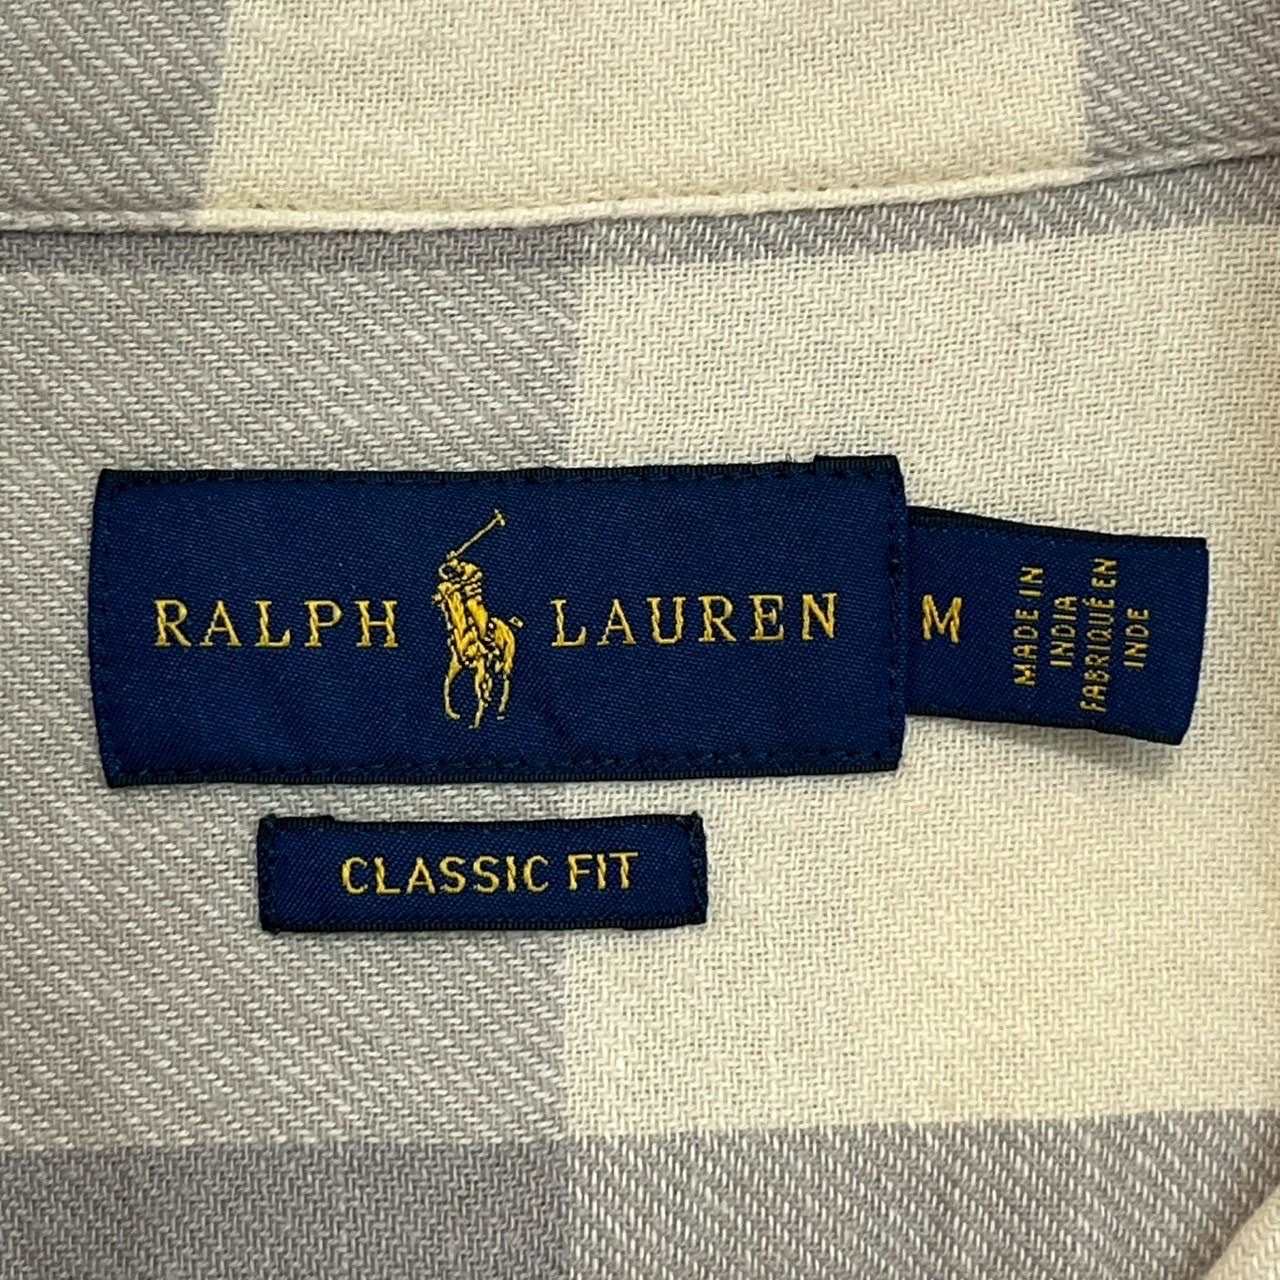 RALPH LAUREN
M
MADE IN
INDIA
FABRIQUÉ EN
INDE
CLASSIC FIT